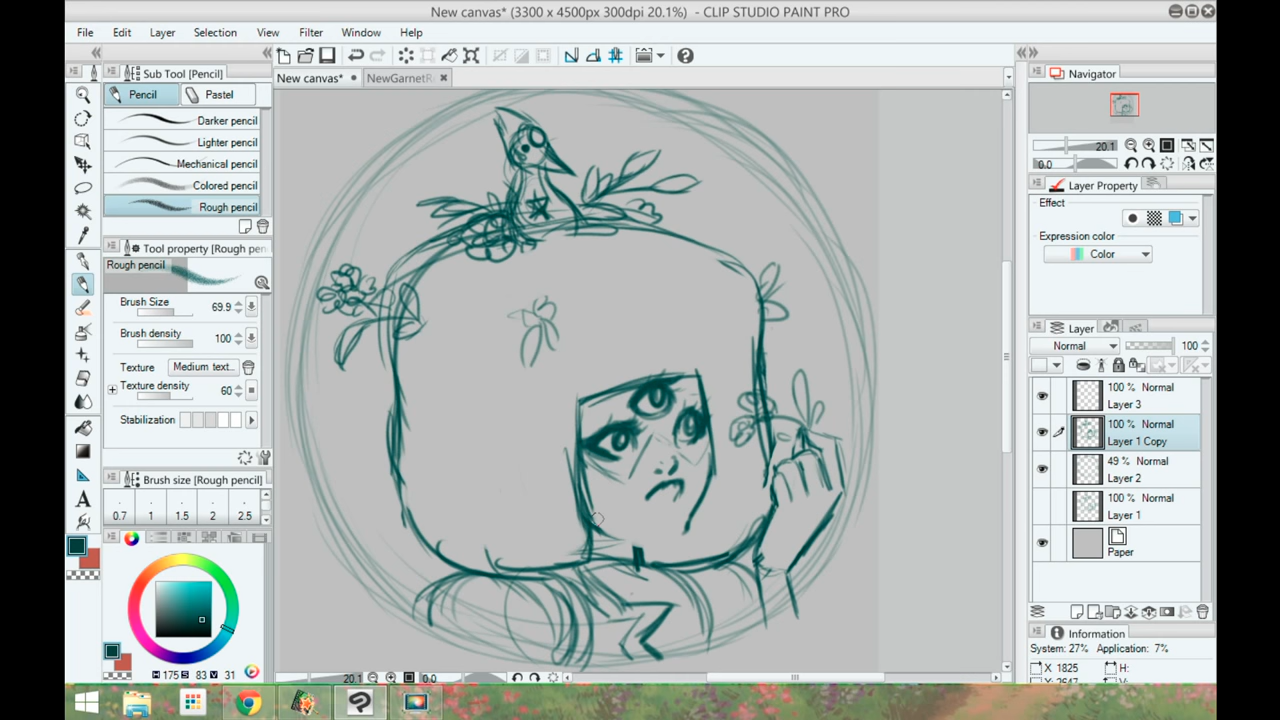 New canvas* (3300 x 4500px 300dpi 20.1%) - CLIP STUDIO PAINT PRO
File Edit Layer Selection View Filter Window Help
Sub Tool [Pencil]
New canvas*
Navigator
Pencil Pastel
Darker pencil
Lighter pencil
Mechanical pencil
Colored pencil
Rough pencil
20.1
0.0
Layer Property
Effect
Expression color
Color
Tool property [Rough pen
Rough pencil
Brush Size 69.9
Brush density 100
Texture Medium text..
Texture density 60
Stabilization
Layer
Normal 100
100 % Normal
Layer 3
100 % Normal
Layer 1 Copy
49 % Normal
Layer 2
100 % Normal
Layer 1
Paper
Brush size [Rough pencil]
0.7 1 1.5 2 2.5
A
Information
System: 27% Application: 7%
X 1825 H:
H 175 S 83 V 31
20.1 0.0